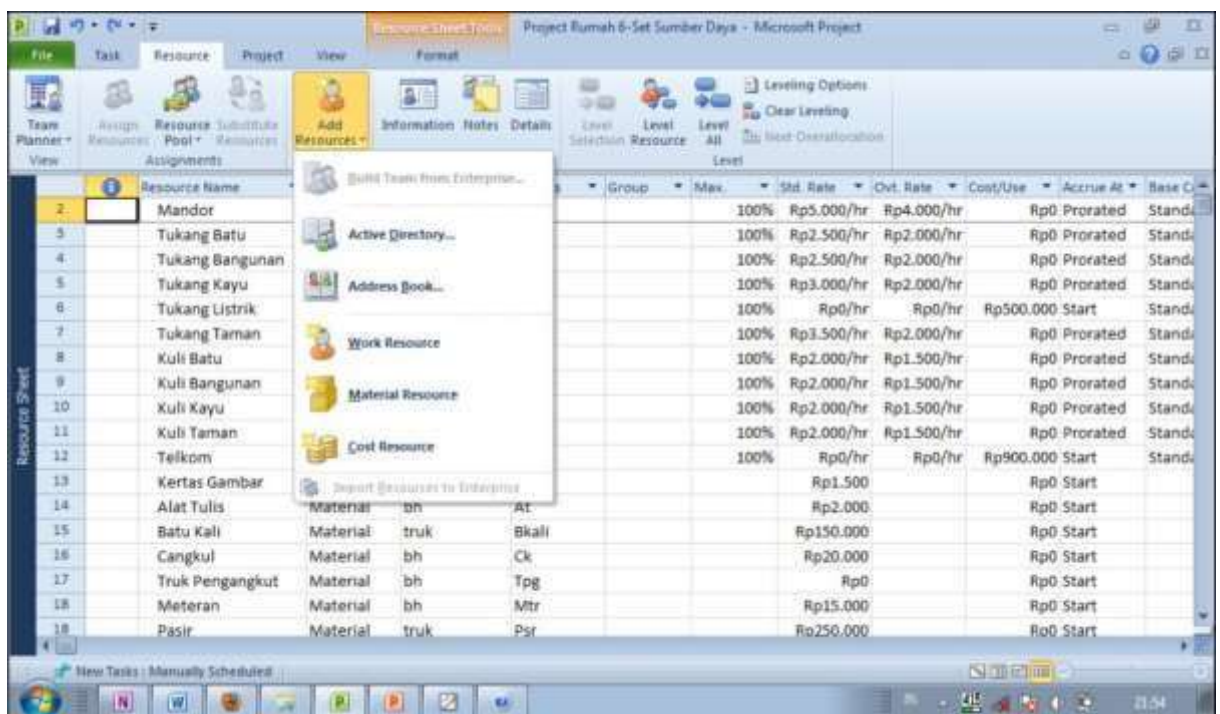 Resource Sheet Tools
Project Rumah 6-Set Sumber Daya - Microsoft Project
File Task Resource Project View Format
Team Planner
Assign Resources
Resource Pool
Substitute Resources
Add Resources
Information
Notes
Details
Level Selection
Level Resource
Level All
Leveling Options
Clear Leveling
Next Overallocation
View Assignments Level
Build Team from Enterprise...
Active Directory...
Address Book...
Work Resource
Material Resource
Cost Resource
Import Resources to Enterprise
Resource Name Group Max. Std. Rate Ovt. Rate Cost/Use Accrue At Base C
2 Mandor 100% Rp5.000/hr Rp4.000/hr Rp0 Prorated Standa
3 Tukang Batu 100% Rp2.500/hr Rp2.000/hr Rp0 Prorated Standa
4 Tukang Bangunan 100% Rp2.500/hr Rp2.000/hr Rp0 Prorated Standa
5 Tukang Kayu 100% Rp3.000/hr Rp2.000/hr Rp0 Prorated Standa
6 Tukang Listrik 100% Rp0/hr Rp0/hr Rp500.000 Start Standa
7 Tukang Taman 100% Rp3.500/hr Rp2.000/hr Rp0 Prorated Standa
8 Kuli Batu 100% Rp2.000/hr Rp1.500/hr Rp0 Prorated Standa
9 Kuli Bangunan 100% Rp2.000/hr Rp1.500/hr Rp0 Prorated Standa
10 Kuli Kayu 100% Rp2.000/hr Rp1.500/hr Rp0 Prorated Standa
11 Kuli Taman 100% Rp2.000/hr Rp1.500/hr Rp0 Prorated Standa
12 Telkom 100% Rp0/hr Rp0/hr Rp900.000 Start Standa
13 Kertas Gambar Rp1.500 Rp0 Start
14 Alat Tulis Material bh At Rp2.000 Rp0 Start
15 Batu Kali Material truk Bkali Rp150.000 Rp0 Start
16 Cangkul Material bh Ck Rp20.000 Rp0 Start
17 Truk Pengangkut Material bh Tpg Rp0 Rp0 Start
18 Meteran Material bh Mtr Rp15.000 Rp0 Start
Pasir Material truk Psr Rp250.000 Rp0 Start
Resource Sheet
New Tasks : Manually Scheduled
21:54